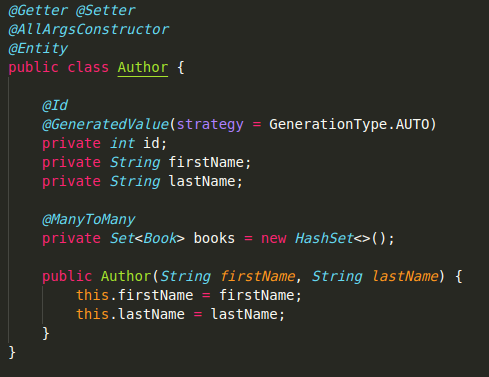 @Getter @Setter
@AllArgsConstructor
@Entity
public class Author {
@Id
@GeneratedValue(strategy = GenerationType.AUTO)
private int id;
private String firstName;
private String lastName;
@ManyToMany
private Set<Book> books = new HashSet<>();
public Author(String firstName, String lastName) {
this.firstName = firstName;
this.lastName = lastName;
}
}